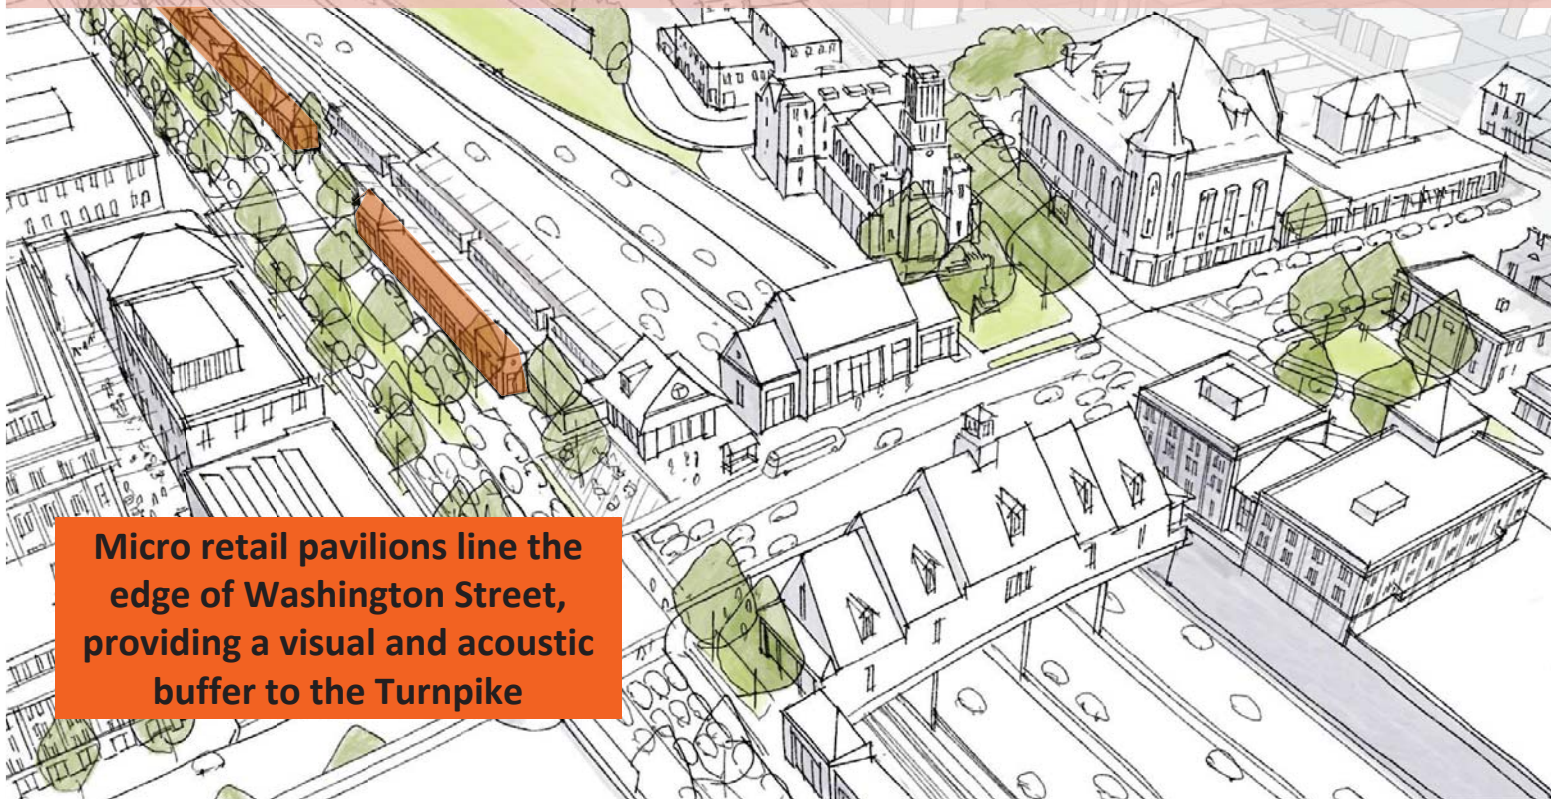 Micro retail pavilions line the
edge of Washington Street,
providing a visual and acoustic
buffer to the Turnpike